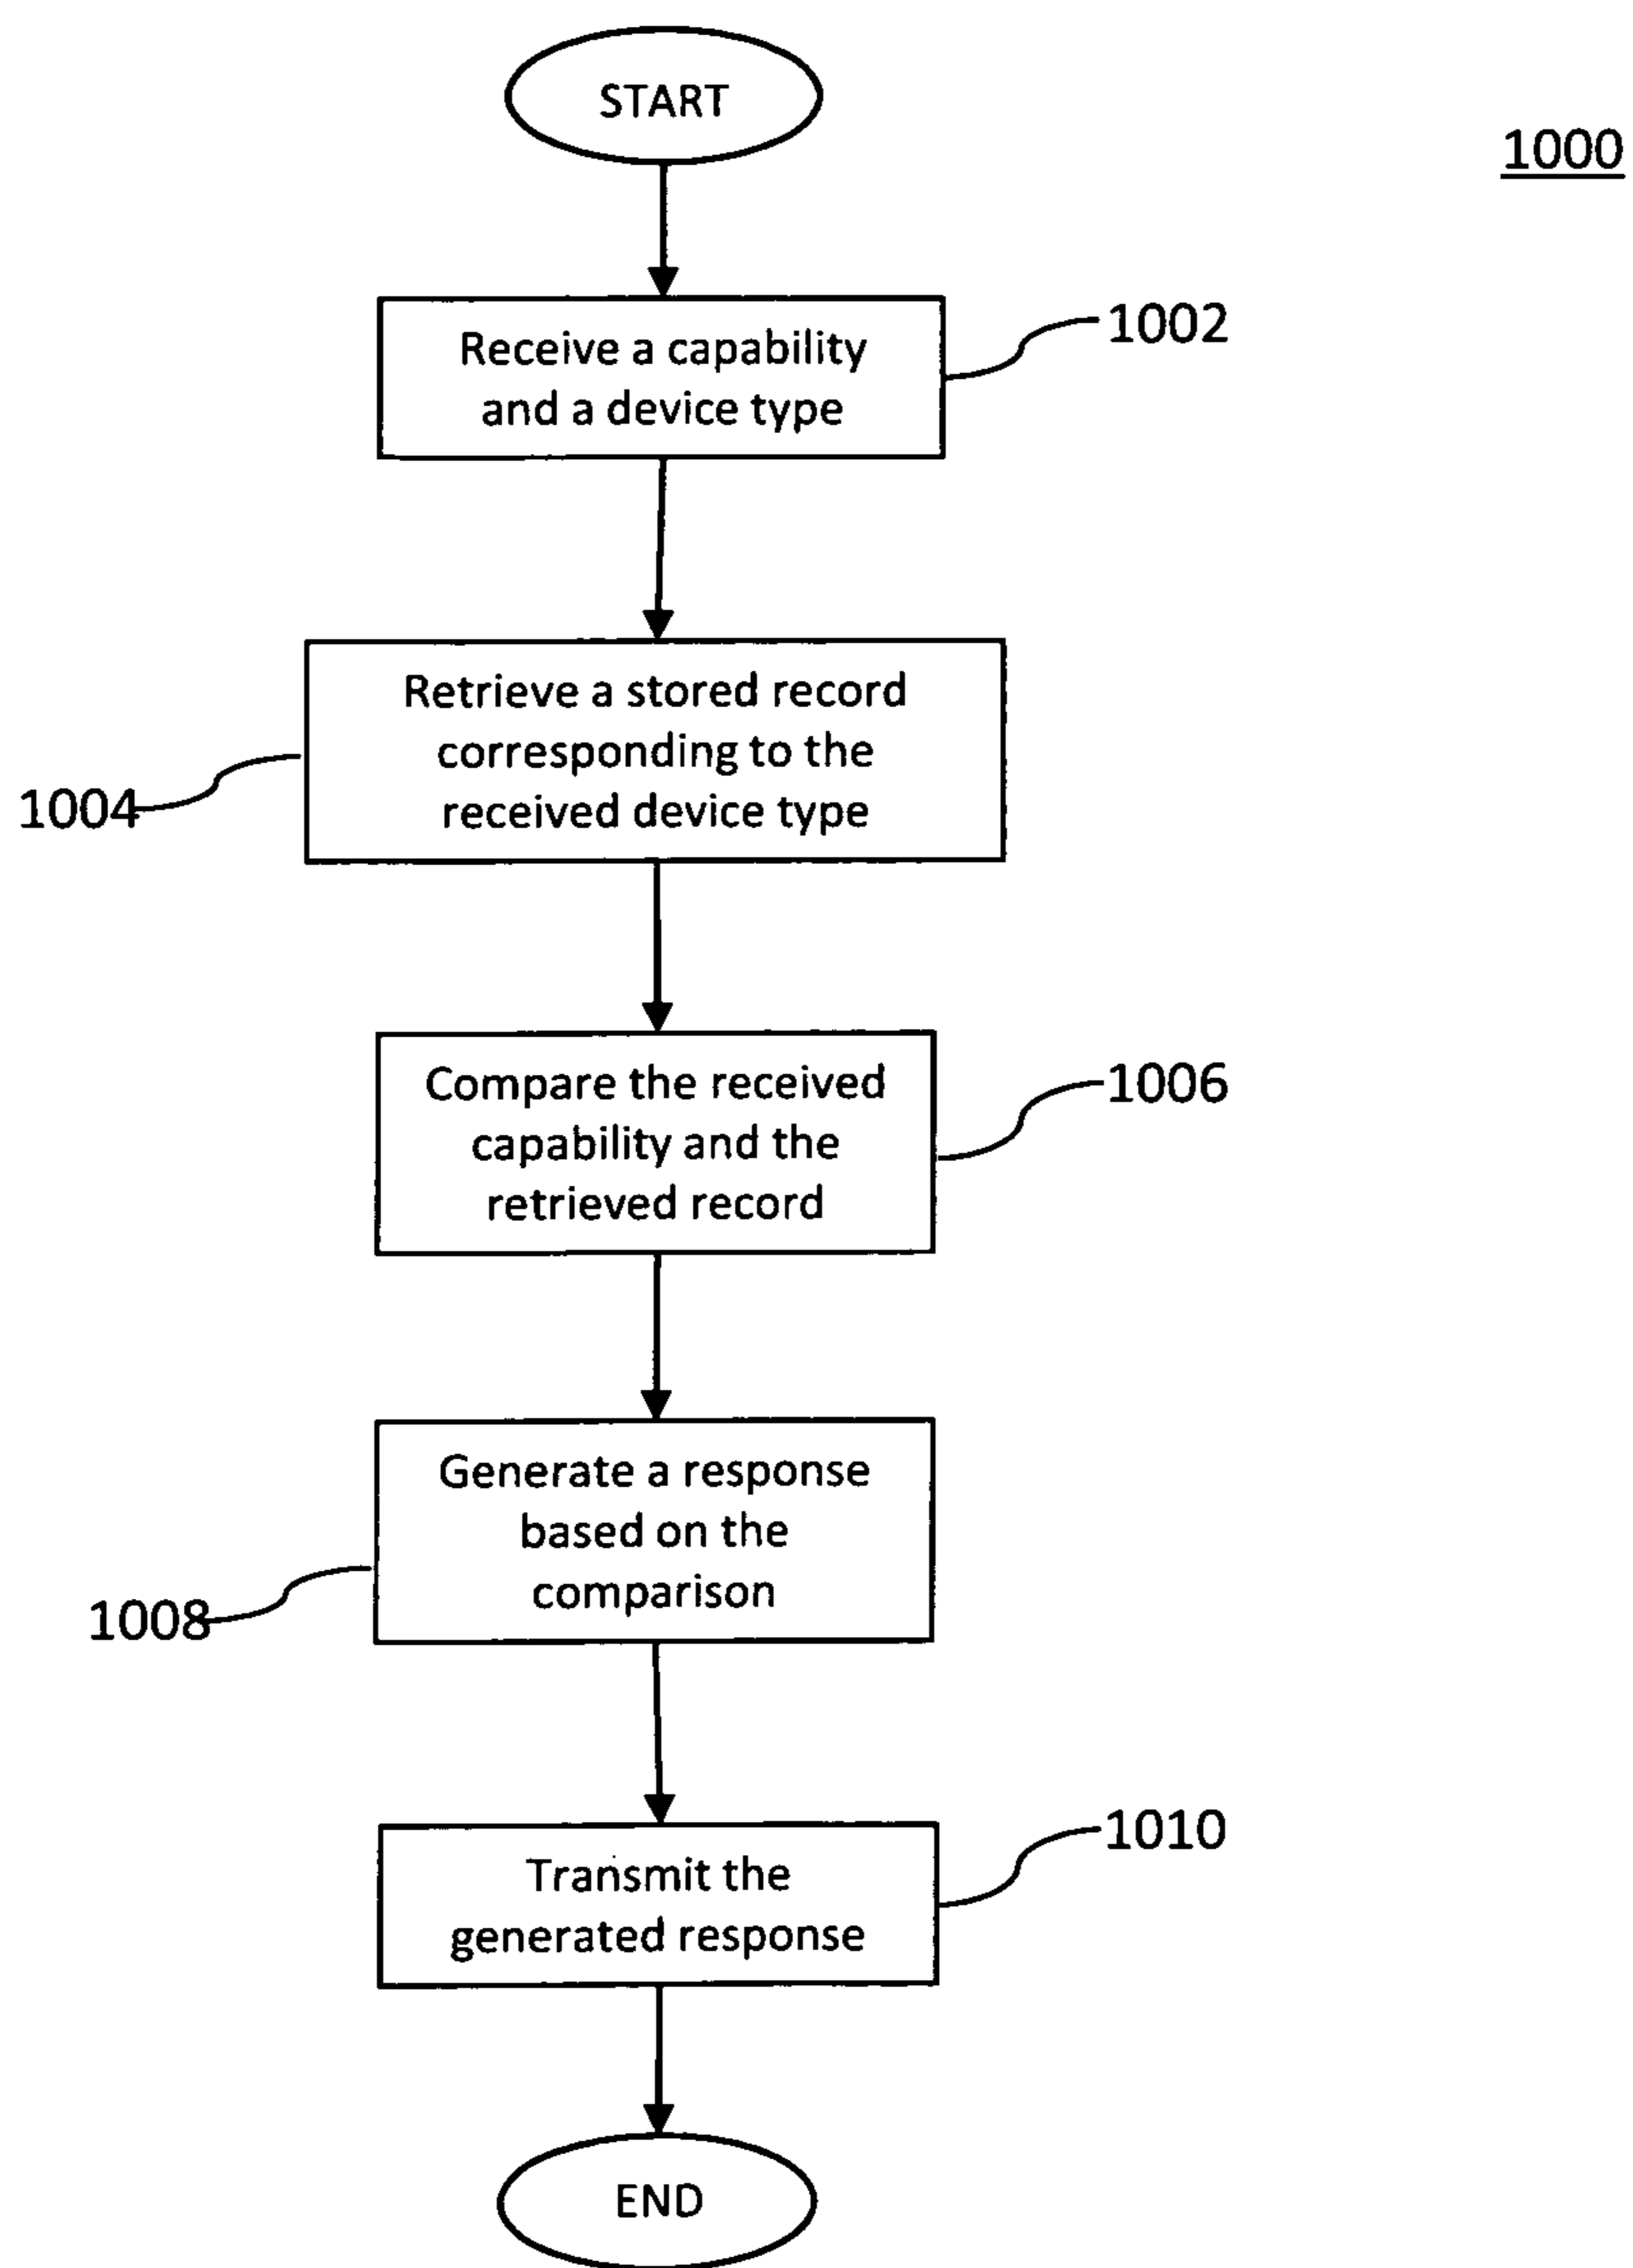 START
1000
Receive a capability
and a device type
1002
Retrieve a stored record
corresponding to the
received device type
1004
Compare the received
capability and the
retrieved record
1006
Generate a response
based on the
comparison
1008
Transmit the
generated response
1010
END